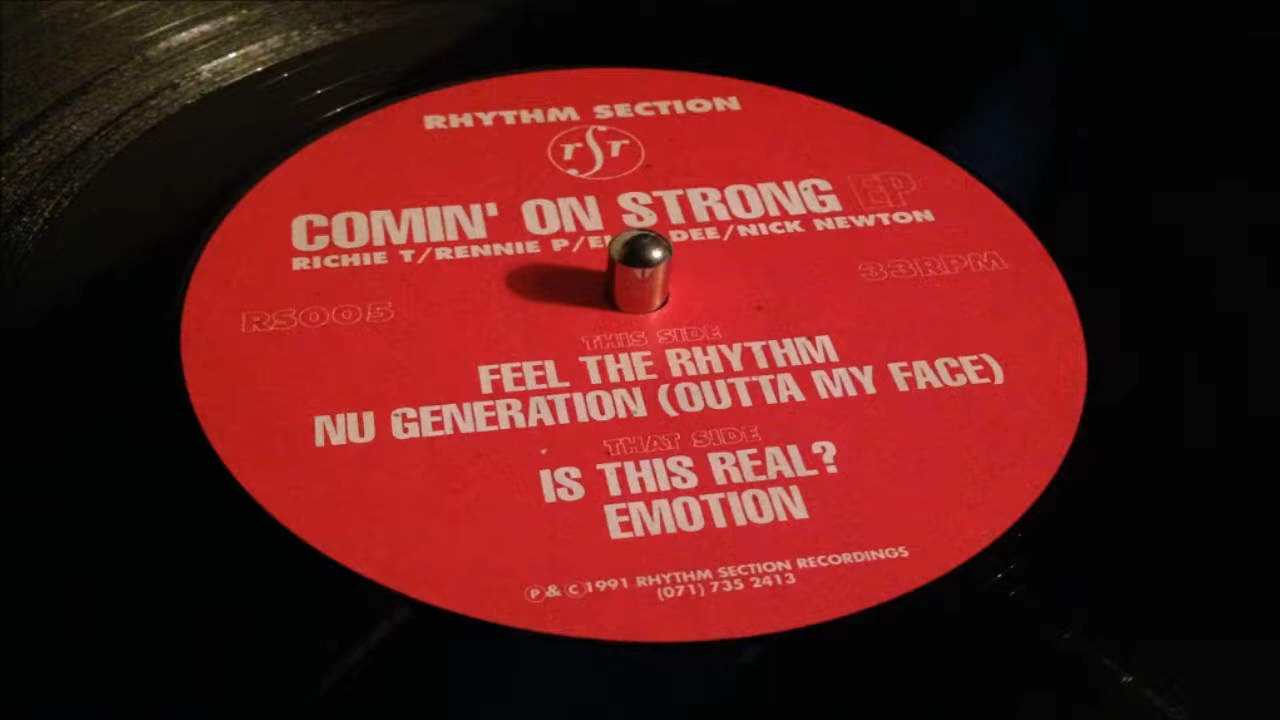 RHYTHM SECTION
rSr
COMIN' ON STRONG EP
RICHIE T/RENNIE P/ DEE/NICK NEWTON
33RPM
RS005
THIS SIDE
FEEL THE RHYTHM
NU GENERATION (OUTTA MY FACE)
THAT SIDE
IS THIS REAL?
EMOTION
Ⓟ & Ⓒ 1991 RHYTHM SECTION RECORDINGS
(071) 735 2413